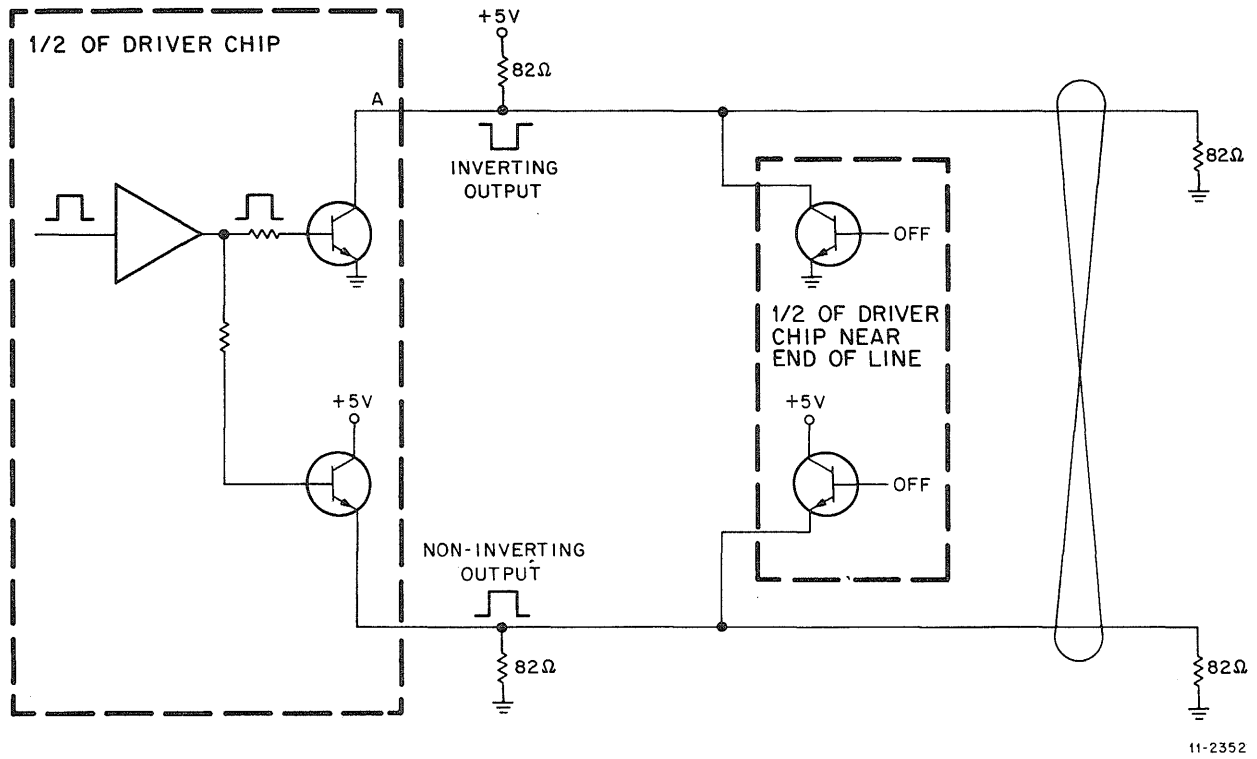 1/2 OF DRIVER CHIP
+5V
82Ω
A
INVERTING
OUTPUT
82Ω
OFF
1/2 OF DRIVER
CHIP NEAR
END OF LINE
+5V
+5V
OFF
NON-INVERTING
OUTPUT
82Ω
82Ω
11-2352